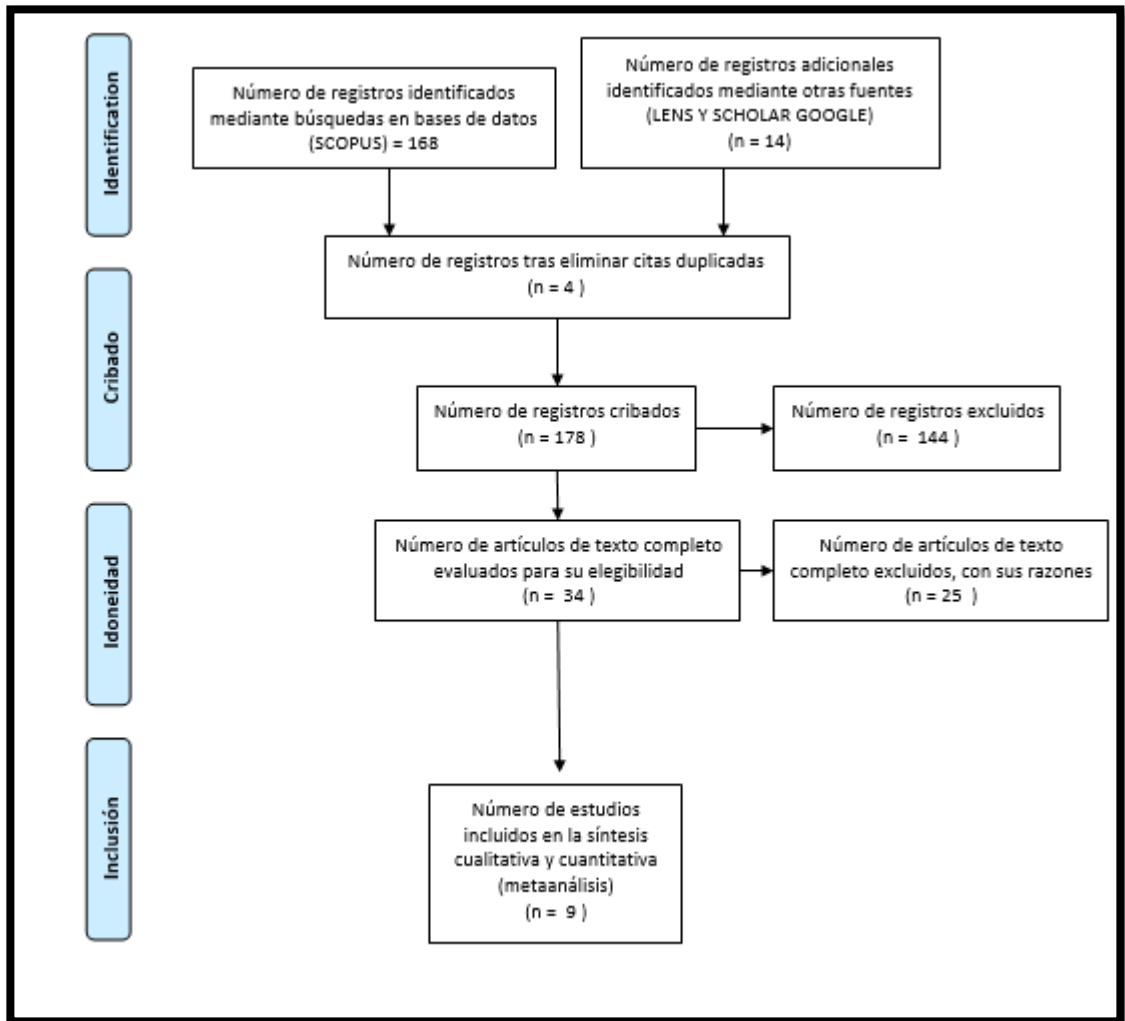 Identification
Número de registros identificados
mediante búsquedas en bases de datos
(SCOPUS) = 168
Número de registros adicionales
identificados mediante otras fuentes
(LENS Y SCHOLAR GOOGLE)
(n = 14)
Número de registros tras eliminar citas duplicadas
(n = 4 )
Cribado
Número de registros cribados
(n = 178 )
Número de registros excluidos
(n =  144 )
Idoneidad
Número de artículos de texto completo
evaluados para su elegibilidad
(n =  34 )
Número de artículos de texto
completo excluidos, con sus razones
(n = 25  )
Inclusión
Número de estudios
incluidos en la síntesis
cualitativa y cuantitativa
(metaanálisis)
(n =  9 )